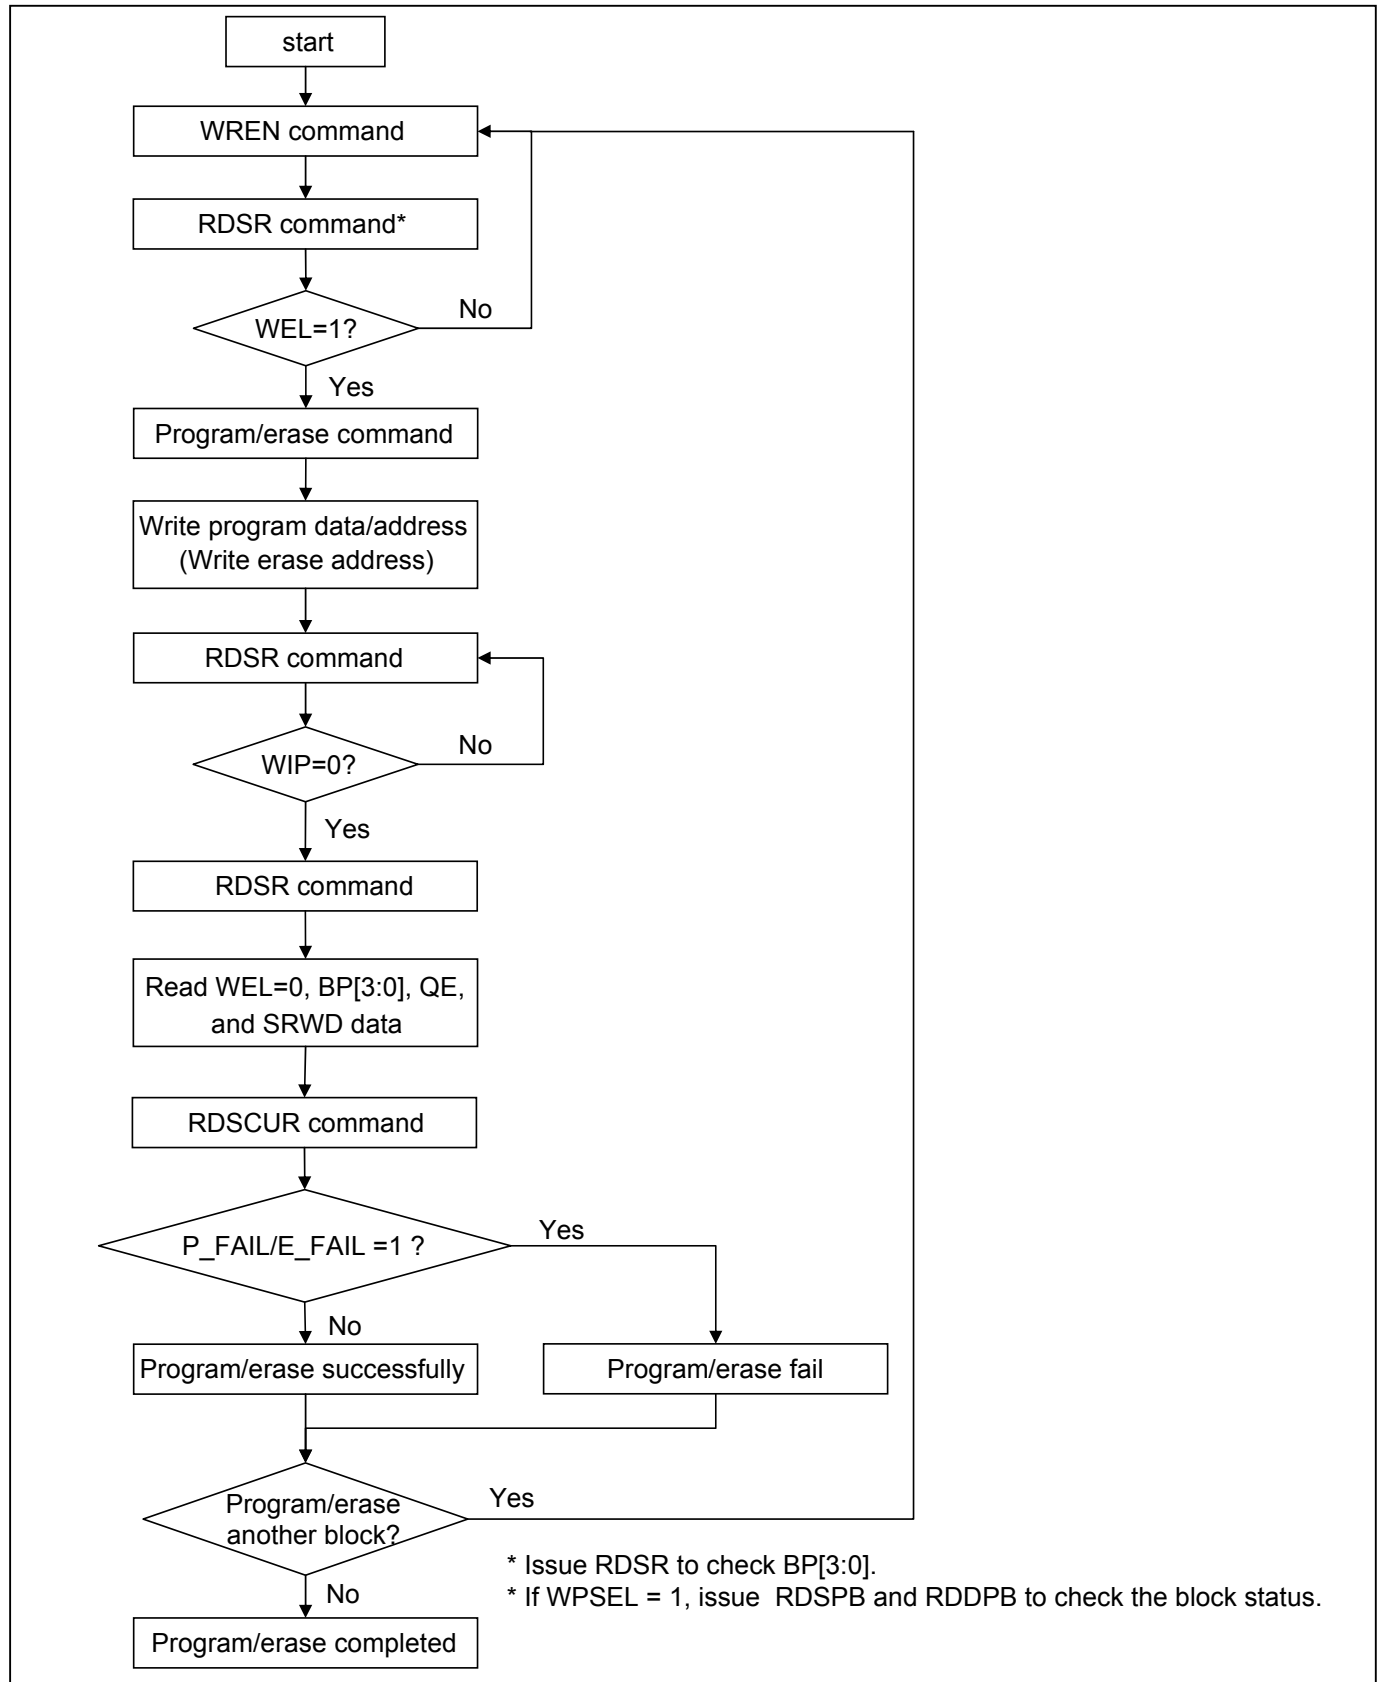 start
WREN command
RDSR command*
WEL=1?
No
Yes
Program/erase command
Write program data/address
(Write erase address)
RDSR command
WIP=0?
No
Yes
RDSR command
Read WEL=0, BP[3:0], QE,
and SRWD data
RDSCUR command
P_FAIL/E_FAIL =1 ?
Yes
No
Program/erase successfully
Program/erase fail
Program/erase
another block?
Yes
No
* Issue RDSR to check BP[3:0].
* If WPSEL = 1, issue  RDSPB and RDDPB to check the block status.
Program/erase completed